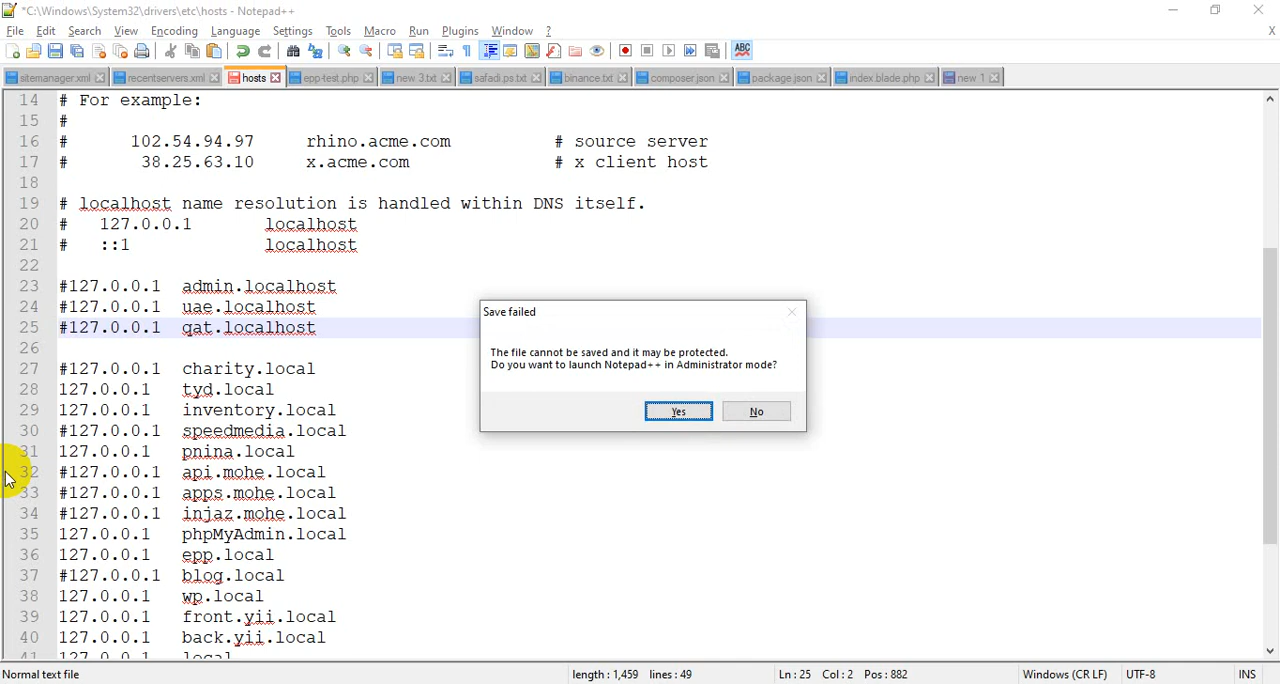 *C:\Windows\System32\drivers\etc\hosts - Notepad++
File Edit Search View Encoding Language Settings Tools Macro Run Plugins Window ? X
sitemanager.xml recentservers.xml hosts epp-test.php new 3.txt safadi.ps.txt binance.txt composer.json package.json index.blade.php new 1
14 # For example:
15 #
16 # 102.54.94.97 rhino.acme.com # source server
17 # 38.25.63.10 x.acme.com # x client host
18
19 # localhost name resolution is handled within DNS itself.
20 # 127.0.0.1 localhost
21 # ::1 localhost
22
23 #127.0.0.1 admin.localhost
24 #127.0.0.1 uae.localhost
25 #127.0.0.1 qat.localhost
26
27 #127.0.0.1 charity.local
28 127.0.0.1 tyd.local
29 127.0.0.1 inventory.local
30 #127.0.0.1 speedmedia.local
31 127.0.0.1 pnina.local
32 #127.0.0.1 api.mohe.local
33 #127.0.0.1 apps.mohe.local
34 #127.0.0.1 injaz.mohe.local
35 127.0.0.1 phpMyAdmin.local
36 127.0.0.1 epp.local
37 #127.0.0.1 blog.local
38 127.0.0.1 wp.local
39 127.0.0.1 front.yii.local
40 127.0.0.1 back.yii.local
Save failed
The file cannot be saved and it may be protected.
Do you want to launch Notepad++ in Administrator mode?
Yes No
Normal text file length : 1,459 lines : 49 Ln : 25 Col : 2 Pos : 882 Windows (CR LF) UTF-8 INS